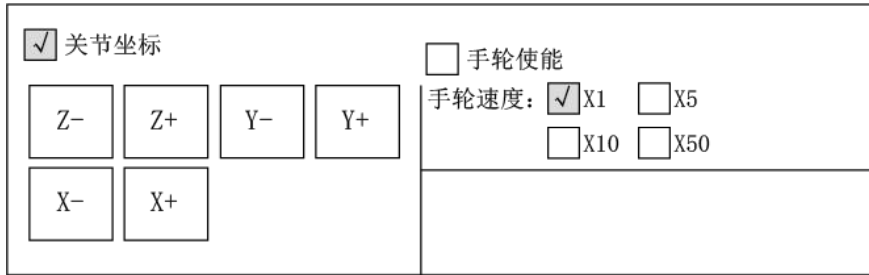 √ 关节坐标
Z- Z+ Y- Y+
X- X+
手轮使能
手轮速度: √ X1 X5
X10 X50